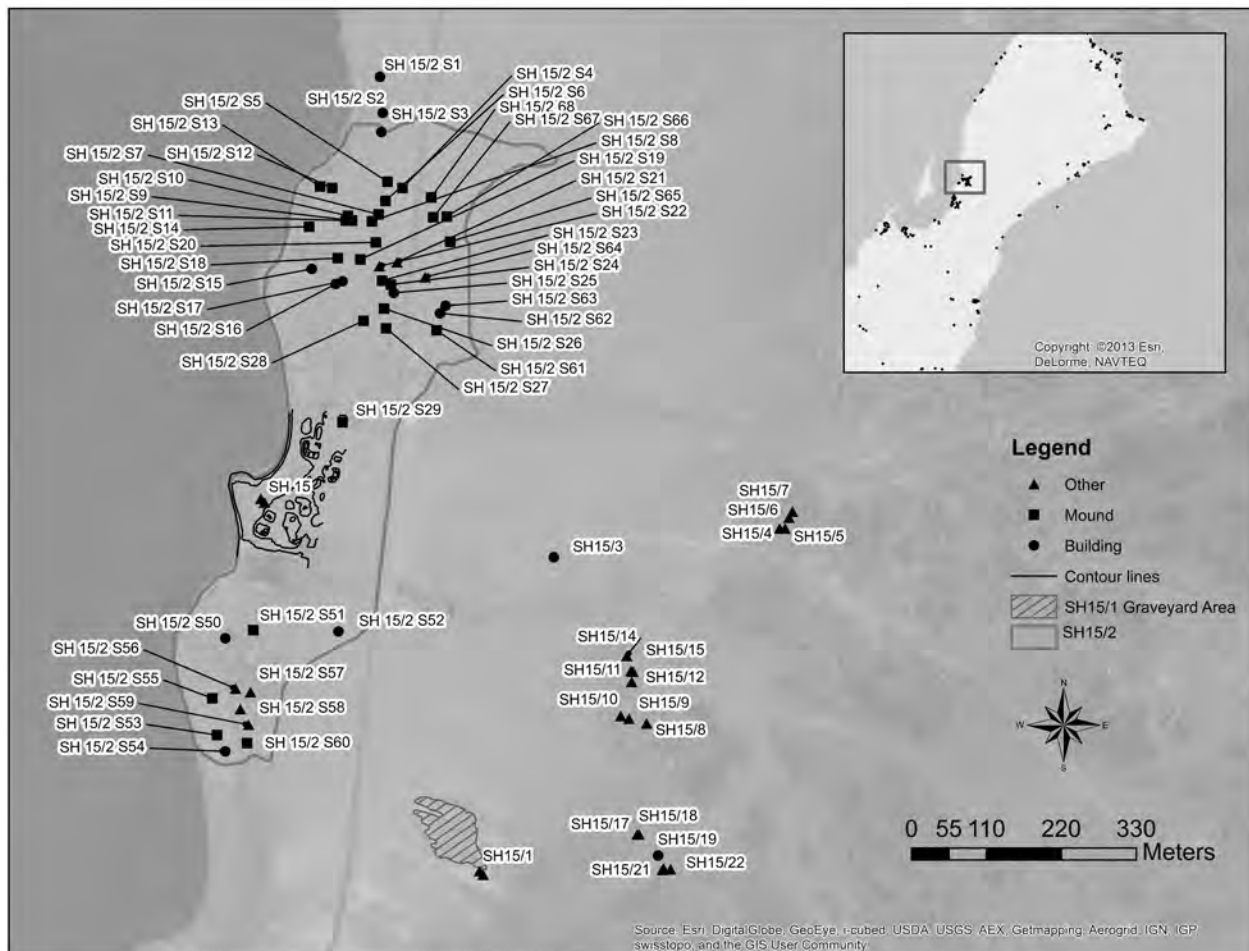 SH 15/2 S1
SH 15/2 S4
SH 15/2 S6
SH 15/2 S5
SH 15/2 S2
SH 15/2 68
SH 15/2 S3
SH 15/2 S67
SH 15/2 S66
SH 15/2 S13
SH 15/2 S8
SH 15/2 S7
SH 15/2 S12
SH 15/2 S19
SH 15/2 S10
SH 15/2 S21
SH 15/2 S9
SH 15/2 S65
SH 15/2 S11
SH 15/2 S22
SH 15/2 S14
SH 15/2 S23
SH 15/2 S20
SH 15/2 S64
SH 15/2 S18
SH 15/2 S24
SH 15/2 S15
SH 15/2 S25
SH 15/2 S17
SH 15/2 S63
SH 15/2 S16
SH 15/2 S62
SH 15/2 S26
SH 15/2 S28
SH 15/2 S61
SH 15/2 S27
SH 15/2 S29
SH15
Copyright: ©2013 Esri,
DeLorme, NAVTEQ
SH15/7
SH15/6
SH15/4
SH15/5
SH15/3
Legend
Other
Mound
Building
Contour lines
SH15/1 Graveyard Area
SH15/2
SH 15/2 S50
SH 15/2 S51
SH 15/2 S52
SH 15/2 S56
SH 15/2 S57
SH 15/2 S55
SH 15/2 S59
SH 15/2 S58
SH 15/2 S53
SH 15/2 S54
SH 15/2 S60
SH15/14
SH15/15
SH15/11
SH15/12
SH15/10
SH15/9
SH15/8
N
W E
S
SH15/1
SH15/18
SH15/17
SH15/19
SH15/21
SH15/22
0 55 110 220 330
Meters
Source: Esri, DigitalGlobe, GeoEye, i-cubed, USDA, USGS, AEX, Getmapping, Aerogrid, IGN, IGP,
swisstopo, and the GIS User Community